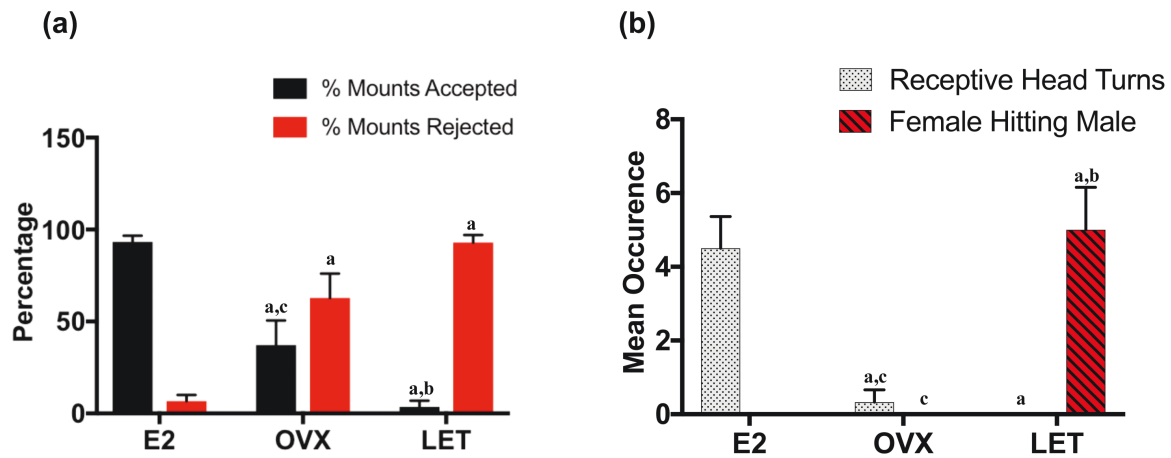 (a)
% Mounts Accepted
% Mounts Rejected
150
100
50
0
Percentage
a,c
a
a,b
a
E2
OVX
LET
(b)
Receptive Head Turns
Female Hitting Male
8
6
4
2
0
Mean Occurence
a,c
c
a
a,b
E2
OVX
LET